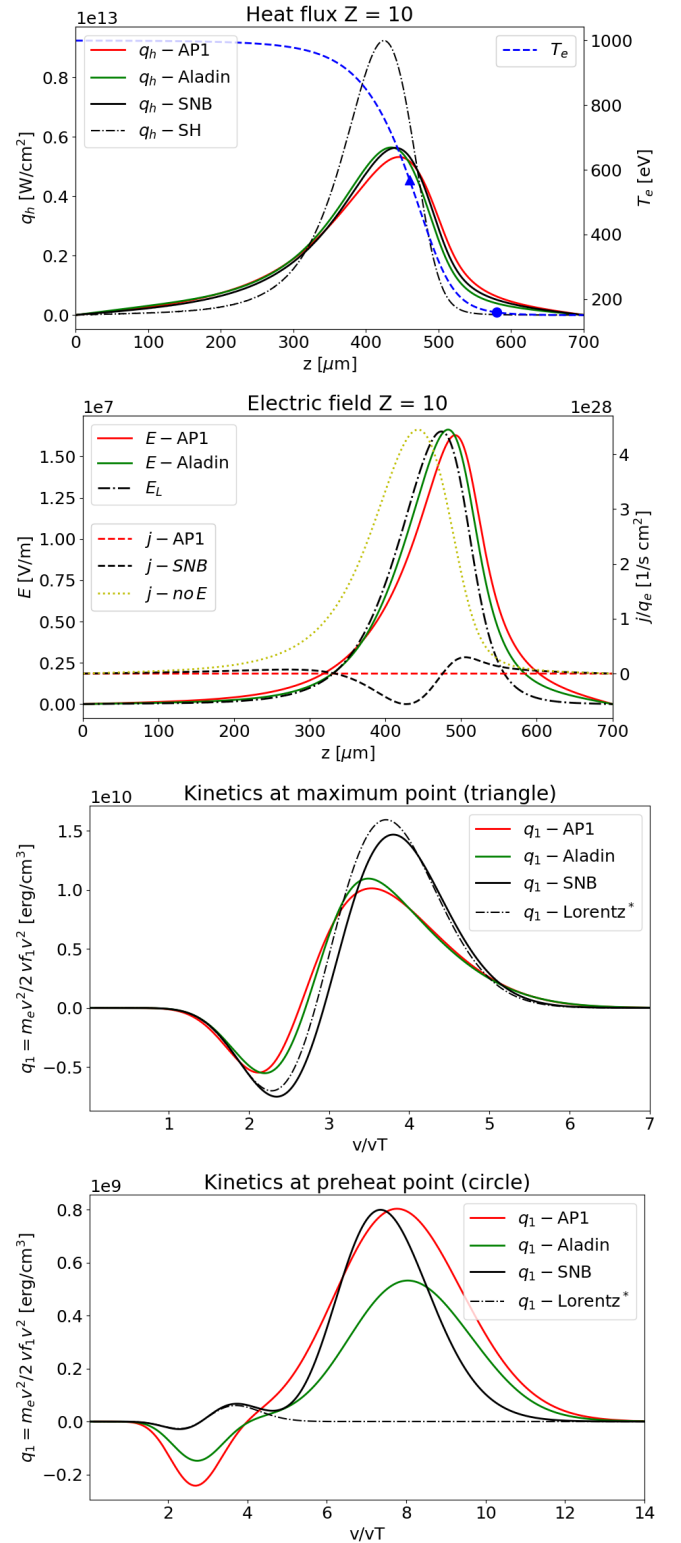 Heat flux Z = 10
1e13
q_h − AP1
q_h − Aladin
q_h − SNB
q_h − SH
T_e
q_h [W/cm²]
0.8
0.6
0.4
0.2
0.0
1000
800
600
400
200
T_e [eV]
0 100 200 300 400 500 600 700
z [μm]
Electric field Z = 10
1e7
1e28
E − AP1
E − Aladin
E_L
j − AP1
j − SNB
j − no E
E [V/m]
1.50
1.25
1.00
0.75
0.50
0.25
0.00
4
3
2
1
0
j/q_e [1/s cm²]
0 100 200 300 400 500 600 700
z [μm]
Kinetics at maximum point (triangle)
1e10
q_1 − AP1
q_1 − Aladin
q_1 − SNB
q_1 − Lorentz*
q_1 = m_e v²/2 v f_1 v² [erg/cm³]
1.5
1.0
0.5
0.0
−0.5
1 2 3 4 5 6 7
v/vT
Kinetics at preheat point (circle)
1e9
q_1 − AP1
q_1 − Aladin
q_1 − SNB
q_1 − Lorentz*
q_1 = m_e v²/2 v f_1 v² [erg/cm³]
0.8
0.6
0.4
0.2
0.0
−0.2
2 4 6 8 10 12 14
v/vT